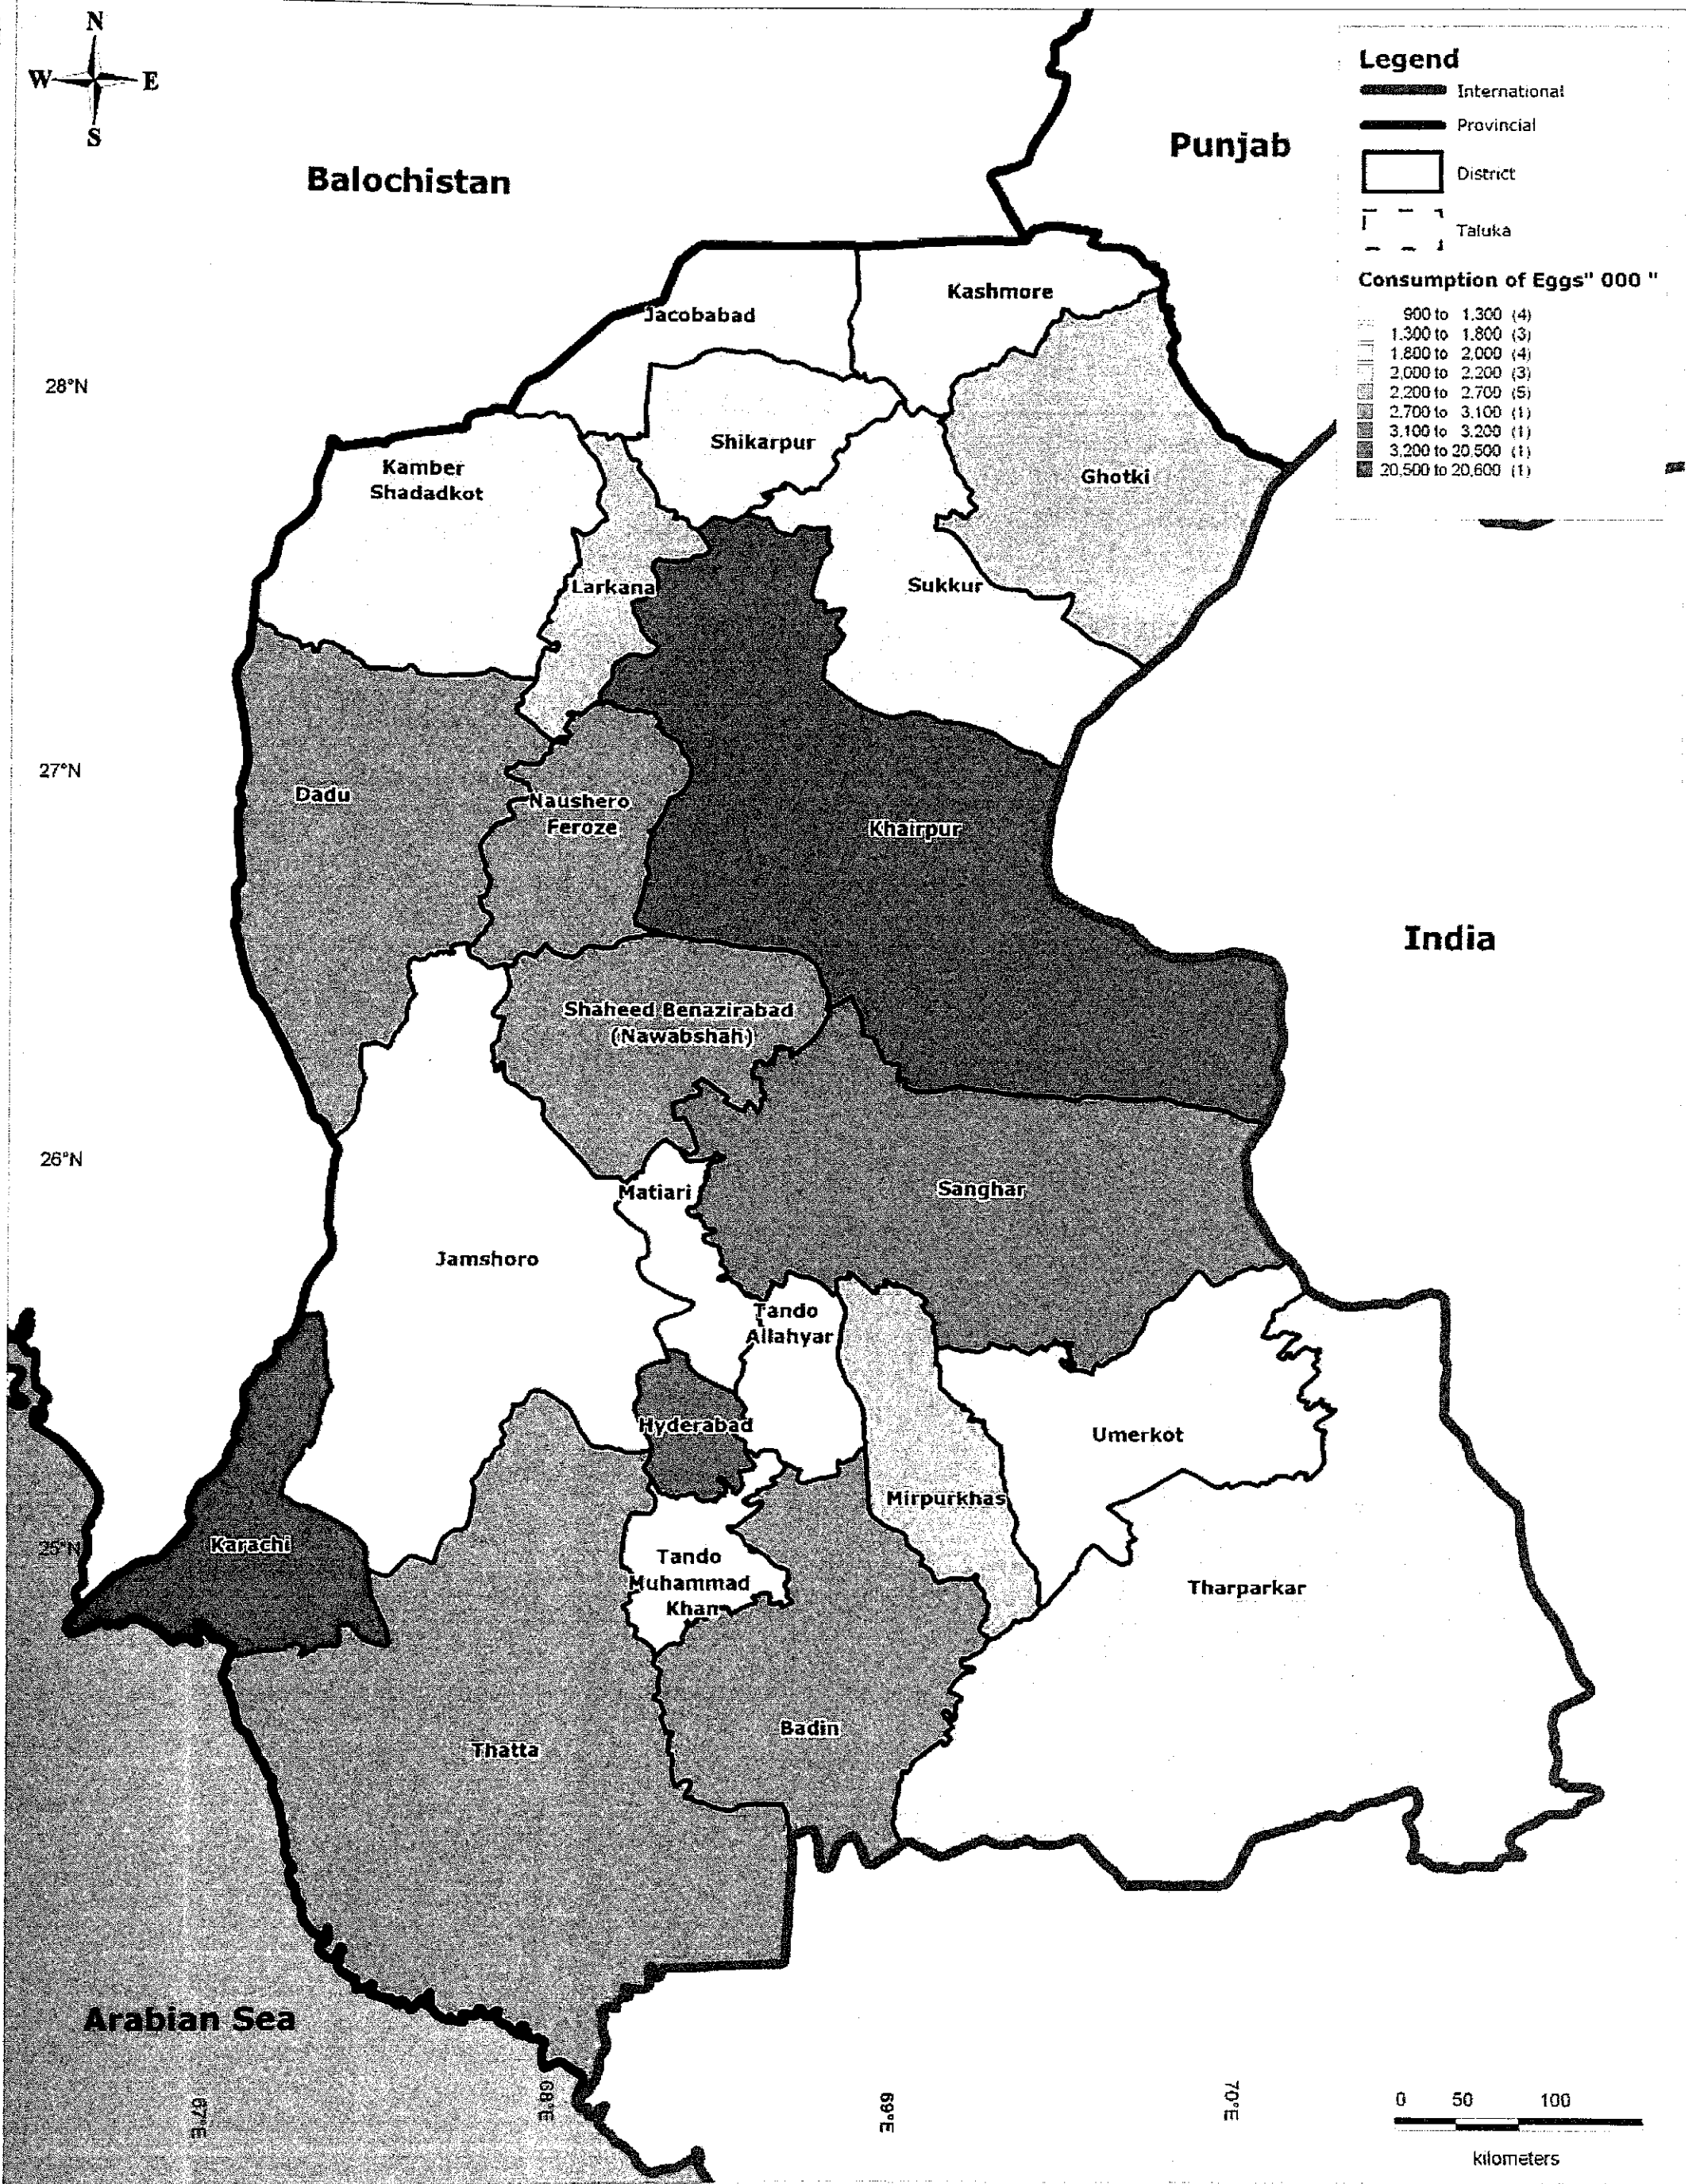 N
W E
S
Balochistan
Punjab
Legend
International
Provincial
District
Taluka
Consumption of Eggs" 000 "
900 to 1,300 (4)
1,300 to 1,800 (3)
1,800 to 2,000 (4)
2,000 to 2,200 (3)
2,200 to 2,700 (5)
2,700 to 3,100 (1)
3,100 to 3,200 (1)
3,200 to 20,500 (1)
20,500 to 20,600 (1)
Jacobabad
Kashmore
28°N
Shikarpur
Kamber
Shadadkot
Ghotki
Larkana
Sukkur
27°N
Dadu
Naushero
Feroze
Khairpur
India
Shaheed Benazirabad
(Nawabshah)
26°N
Matiari
Sanghar
Jamshoro
Tando
Allahyar
Hyderabad
Umerkot
Mirpurkhas
25°N
Karachi
Tando
Muhammad
Khan
Tharparkar
Badin
Thatta
Arabian Sea
67°E
68°E
69°E
70°E
0 50 100
kilometers